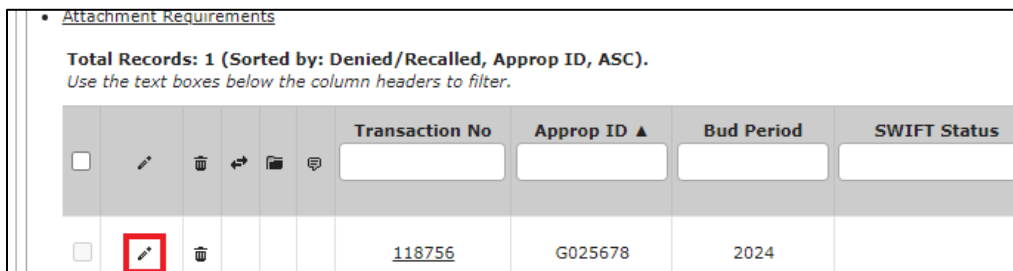 • Attachment Requirements
Total Records: 1 (Sorted by: Denied/Recalled, Approp ID, ASC).
Use the text boxes below the column headers to filter.
Transaction No Approp ID ▲ Bud Period SWIFT Status
118756 G025678 2024